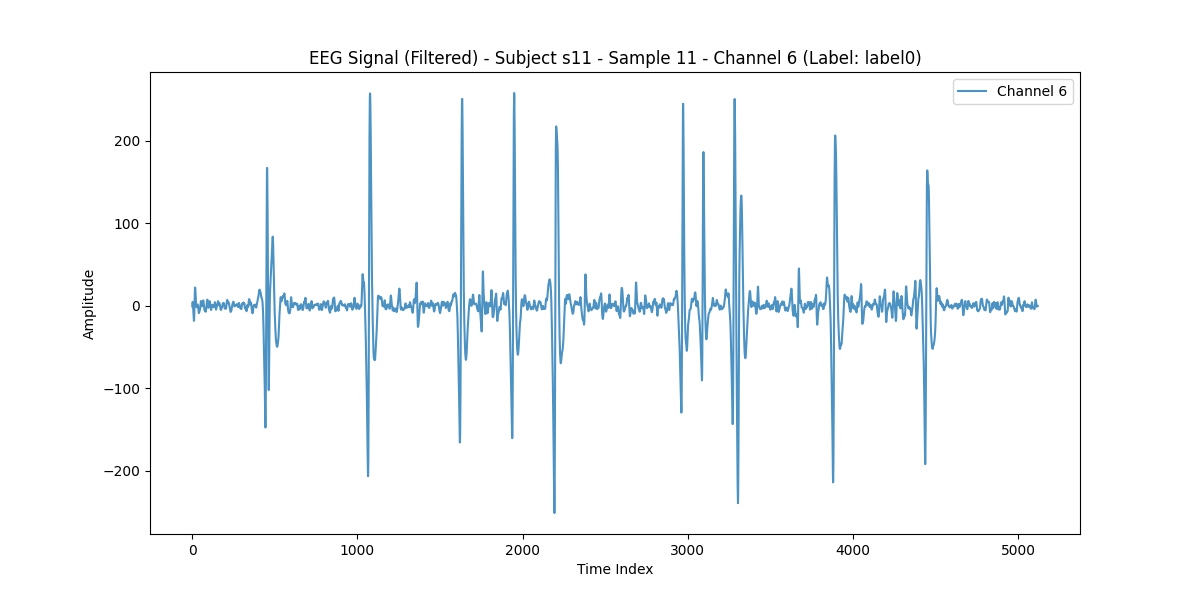 EEG Signal (Filtered) - Subject s11 - Sample 11 - Channel 6 (Label: label0)
Channel 6
200
100
0
−100
−200
Amplitude
0 1000 2000 3000 4000 5000
Time Index